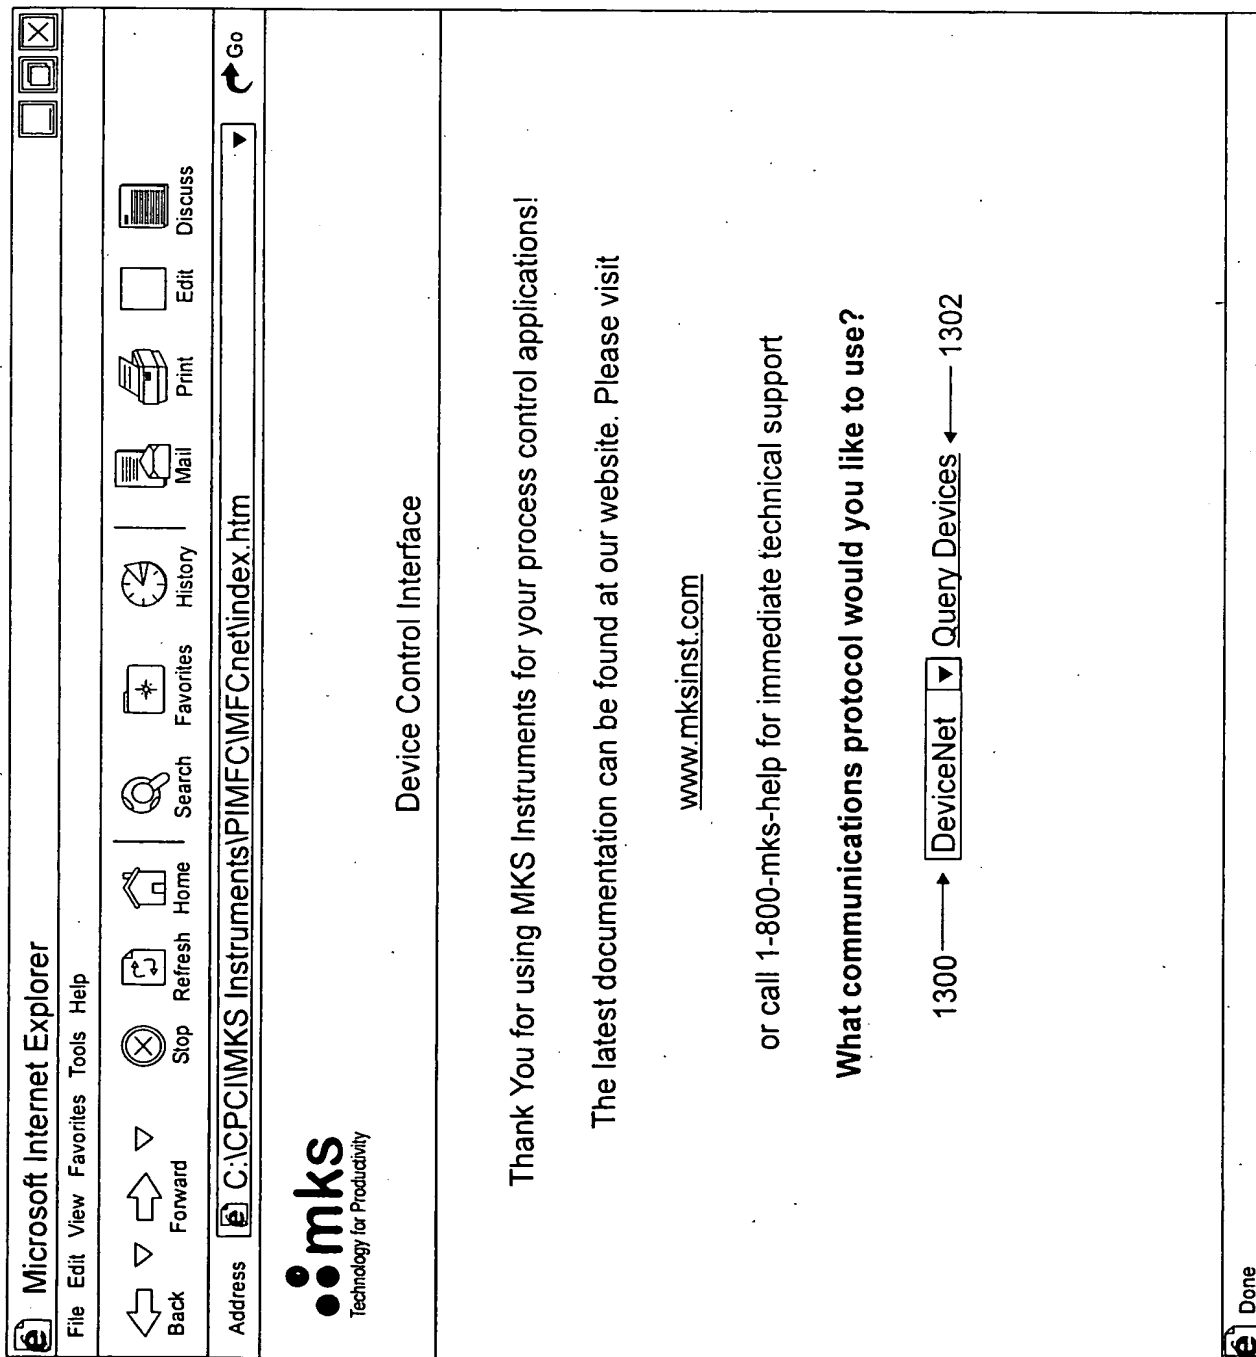 Microsoft Internet Explorer
File Edit View Favorites Tools Help
Back Forward Stop Refresh Home Search Favorites History Mail Print Edit Discuss
Address C:\CPCI\MKS Instruments\PIMFC\MFCnet\index.htm Go
mks
Technology for Productivity
Device Control Interface
Thank You for using MKS Instruments for your process control applications!
The latest documentation can be found at our website. Please visit
www.mksinst.com
or call 1-800-mks-help for immediate technical support
What communications protocol would you like to use?
1300 DeviceNet Query Devices 1302
Done